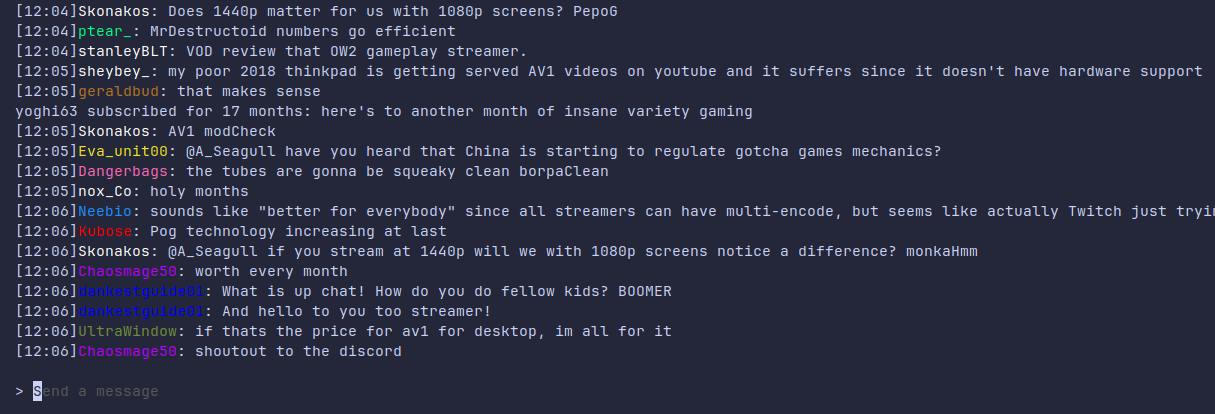 [12:04]Skonakos: Does 1440p matter for us with 1080p screens? PepoG
[12:04]ptear_: MrDestructoid numbers go efficient
[12:04]stanleyBLT: VOD review that OW2 gameplay streamer.
[12:05]sheybey_: my poor 2018 thinkpad is getting served AV1 videos on youtube and it suffers since it doesn't have hardware support
[12:05]geraldbud: that makes sense
yoghi63 subscribed for 17 months: here's to another month of insane variety gaming
[12:05]Skonakos: AV1 modCheck
[12:05]Eva_unit00: @A_Seagull have you heard that China is starting to regulate gotcha games mechanics?
[12:05]Dangerbags: the tubes are gonna be squeaky clean borpaClean
[12:05]nox_Co: holy months
[12:06]Neebio: sounds like "better for everybody" since all streamers can have multi-encode, but seems like actually Twitch just tryin
[12:06]Kubose: Pog technology increasing at last
[12:06]Skonakos: @A_Seagull if you stream at 1440p will we with 1080p screens notice a difference? monkaHmm
[12:06]Chaosmage50: worth every month
[12:06]dankestguide01: What is up chat! How do you do fellow kids? BOOMER
[12:06]dankestguide01: And hello to you too streamer!
[12:06]UltraWindow: if thats the price for av1 for desktop, im all for it
[12:06]Chaosmage50: shoutout to the discord
> Send a message